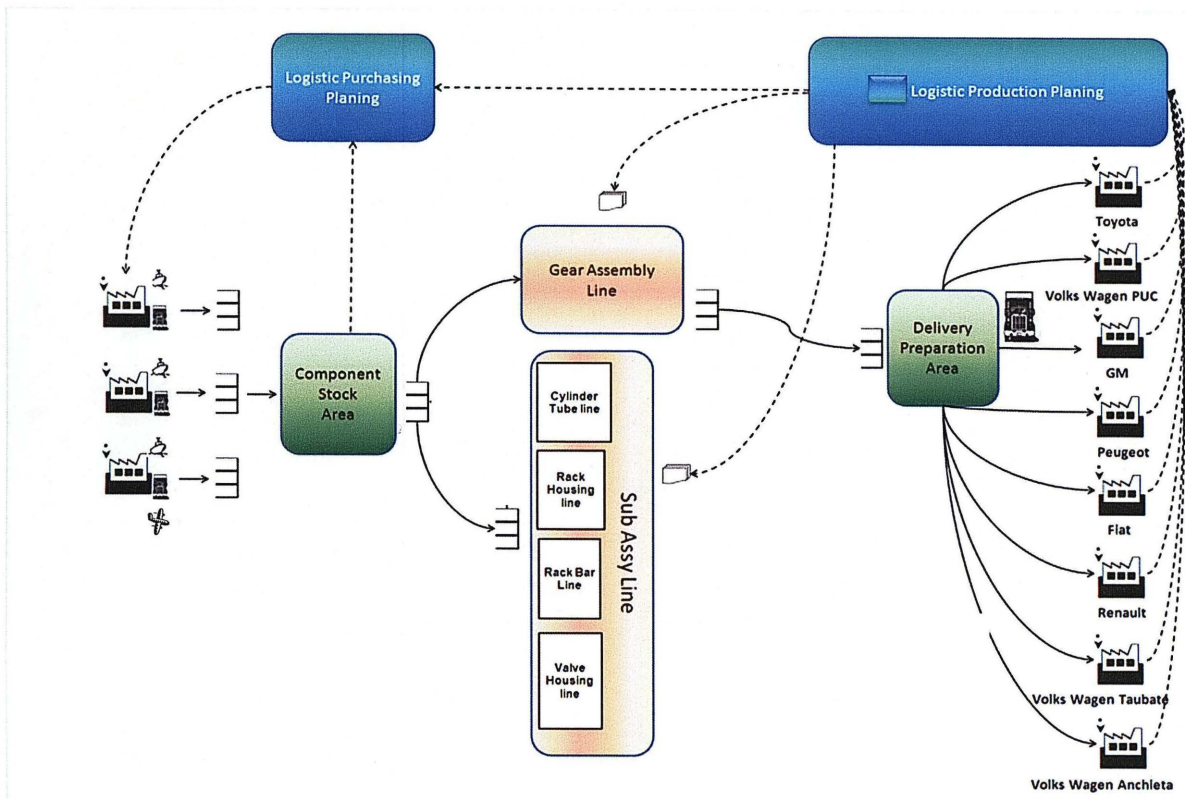 Logistic Purchasing
Planing
Logistic Production Planing
Toyota
Gear Assembly
Line
Volks Wagen PUC
Delivery
Preparation
Area
GM
Component
Stock
Area
Cylinder
Tube line
Peugeot
Rack
Housing
line
Sub Assy Line
Fiat
Rack Bar
Line
Renault
Valve
Housing
line
Volks Wagen Taubate
Volks Wagen Anchieta